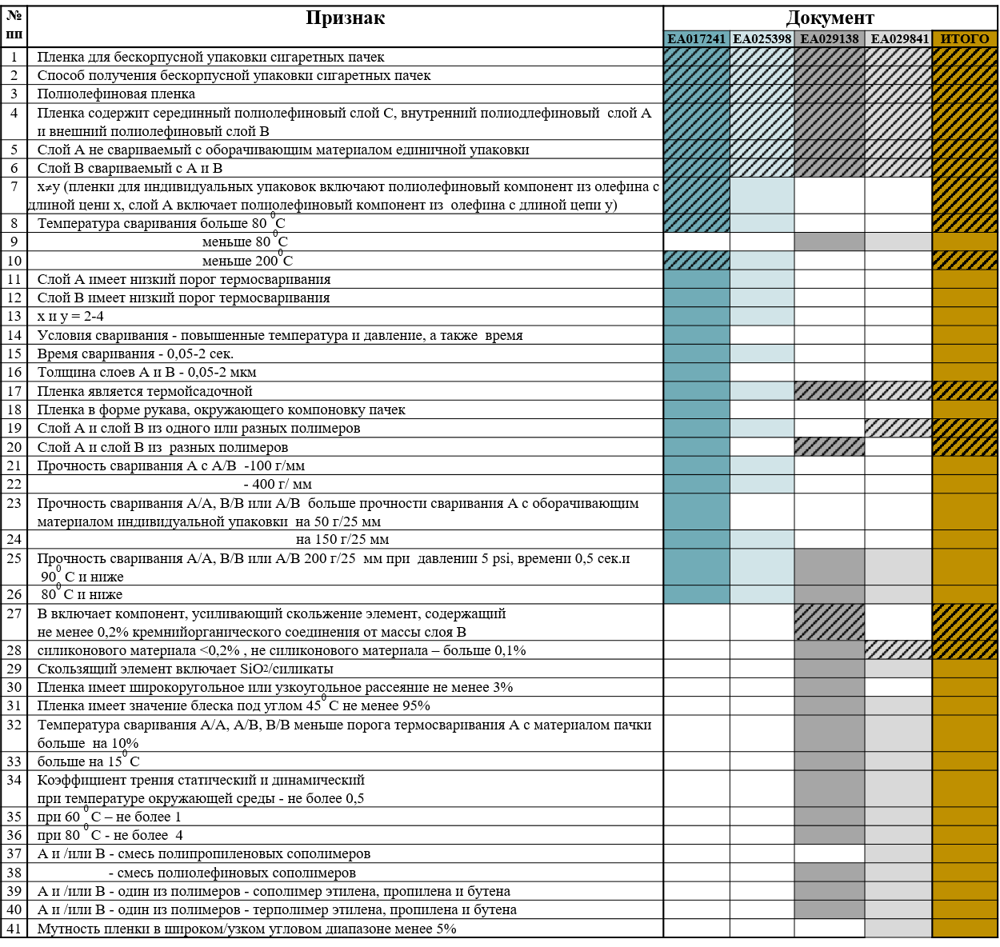 № пп Признак Документ
EA017241 EA025398 EA029138 EA029841 ИТОГО
1 Пленка для бескорпусной упаковки сигаретных пачек
2 Способ получения бескорпусной упаковки сигаретных пачек
3 Полиолефиновая пленка
4 Пленка содержит серединный полиолефиновый слой С, внутренний полиодлефиновый слой А
и внешний полиолефиновый слой В
5 Слой А не свариваемый с оборачивающим материалом единичной упаковки
6 Слой В свариваемый с А и В
7 x≠y (пленки для индивидуальных упаковок включают полиолефиновый компонент из олефина с
длиной цени x, слой А включает полиолефиновый компонент из олефина с длиной цепи y)
8 Температура сваривания больше 80 ⁰С
9 меньше 80 ⁰С
10 меньше 200⁰С
11 Слой А имеет низкий порог термосваривания
12 Слой В имеет низкий порог термосваривания
13 x и y = 2-4
14 Условия сваривания - повышенные температура и давление, а также время
15 Время сваривания - 0,05-2 сек.
16 Толщина слоев А и В - 0,05-2 мкм
17 Пленка является термойсадочной
18 Пленка в форме рукава, окружающего компоновку пачек
19 Слой А и слой В из одного или разных полимеров
20 Слой А и слой В из разных полимеров
21 Прочность сваривания А с А/В -100 г/мм
22 - 400 г/ мм
23 Прочность сваривания А/А, В/В или А/В больше прочности сваривания А с оборачивающим
материалом индивидуальной упаковки на 50 г/25 мм
24 на 150 г/25 мм
25 Прочность сваривания А/А, В/В или А/В 200 г/25 мм при давлении 5 psi, времени 0,5 сек.и
90⁰ С и ниже
26 80⁰ С и ниже
27 В включает компонент, усиливающий скольжение элемент, содержащий
не менее 0,2% кремнийорганического соединения от массы слоя В
28 силиконового материала <0,2% , не силиконового материала – больше 0,1%
29 Скользящий элемент включает SiO2/силикаты
30 Пленка имеет широкоругольное или узкоугольное рассеяние не менее 3%
31 Пленка имеет значение блеска под углом 45⁰ С не менее 95%
32 Температура сваривания А/А, А/В, В/В меньше порога термосваривания А с материалом пачки
больше на 10%
33 больше на 15⁰ С
34 Коэффициент трения статический и динамический
при температуре окружающей среды - не более 0,5
35 при 60 ⁰С – не более 1
36 при 80 ⁰С - не более 4
37 А и /или В - смесь полипропиленовых сополимеров
38 - смесь полиолефиновых сополимеров
39 А и /или В - один из полимеров - сополимер этилена, пропилена и бутена
40 А и /или В - один из полимеров - терполимер этилена, пропилена и бутена
41 Мутность пленки в широком/узком угловом диапазоне менее 5%